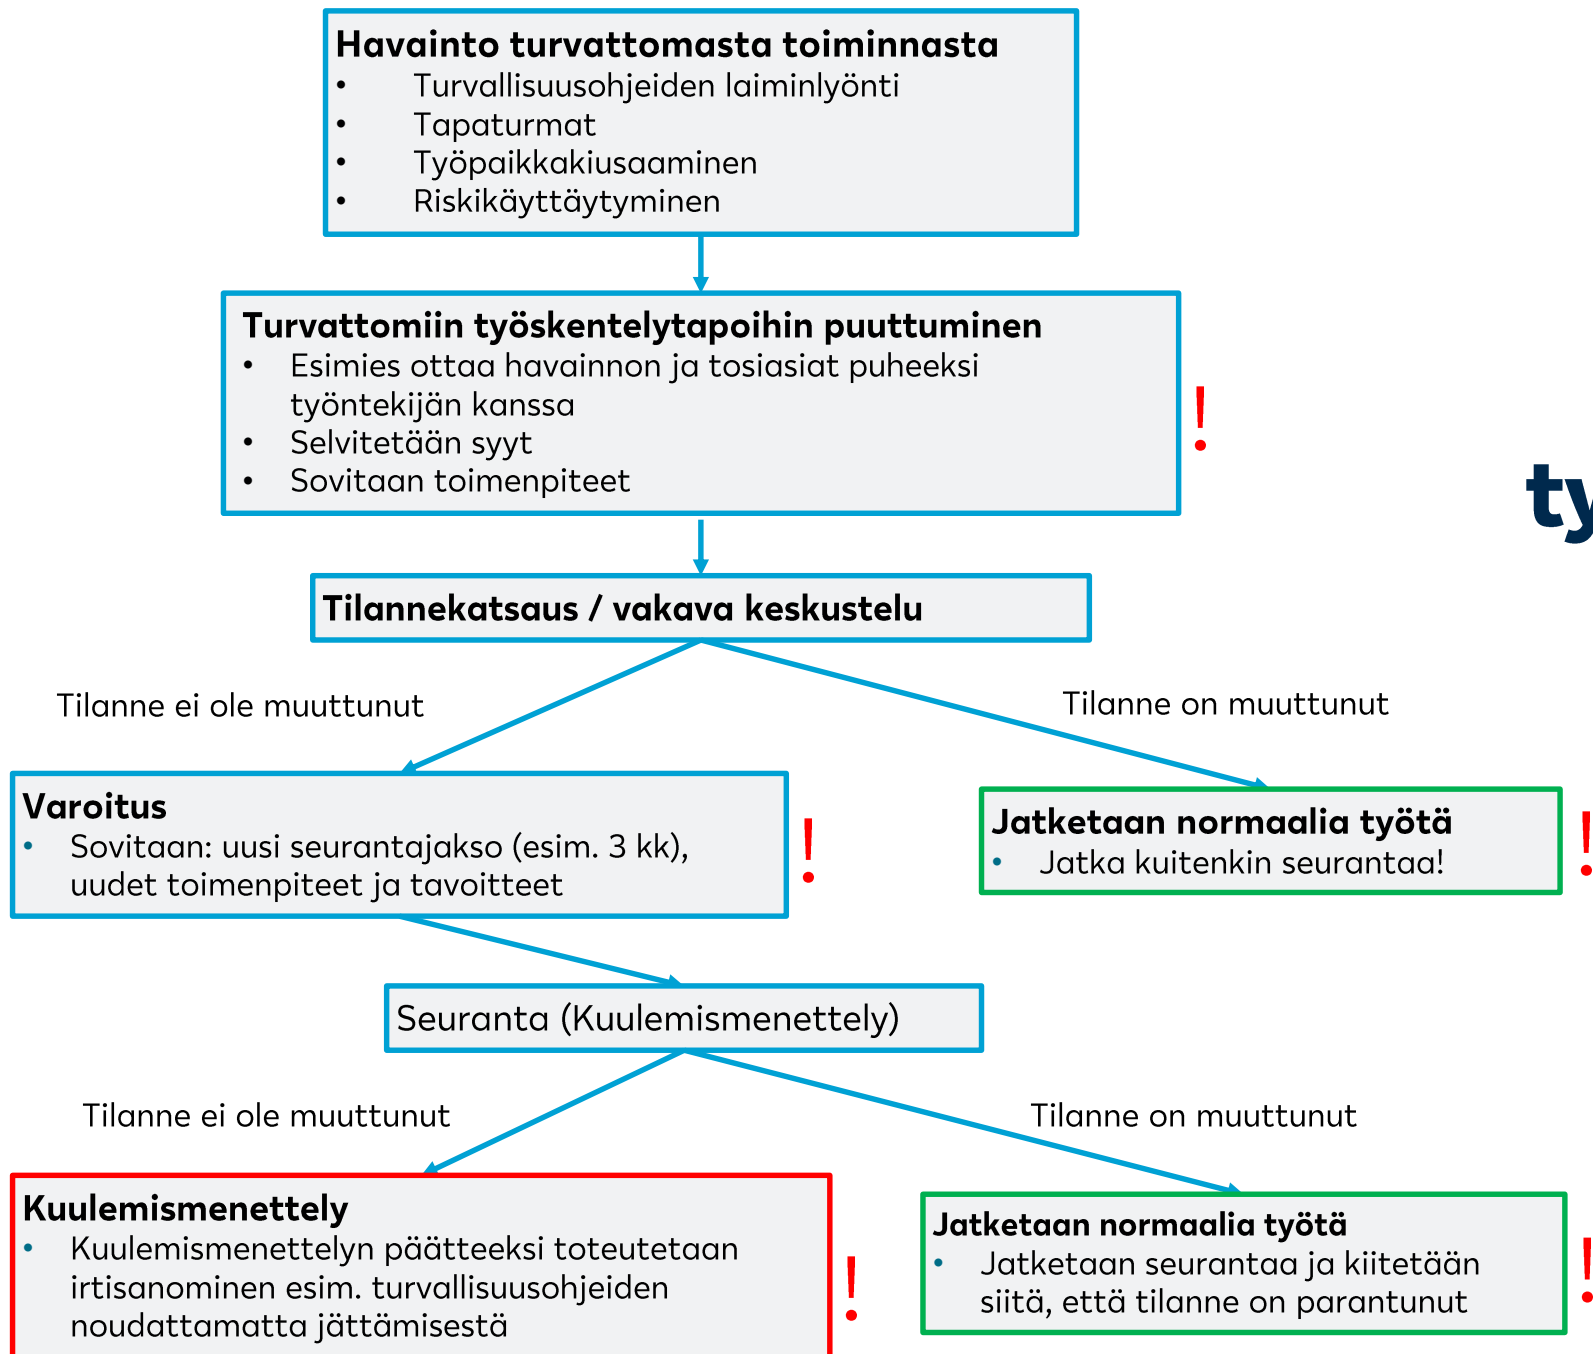 Havainto turvattomasta toiminnasta
• Turvallisuusohjeiden laiminlyönti
• Tapaturmat
• Työpaikkakiusaaminen
• Riskikäyttäytyminen
Turvattomiin työskentelytapoihin puuttuminen
• Esimies ottaa havainnon ja tosiasiat puheeksi
työntekijän kanssa
• Selvitetään syyt
• Sovitaan toimenpiteet
!
ty
Tilannekatsaus / vakava keskustelu
Tilanne ei ole muuttunut
Tilanne on muuttunut
Varoitus
• Sovitaan: uusi seurantajakso (esim. 3 kk),
uudet toimenpiteet ja tavoitteet
!
Jatketaan normaalia työtä
• Jatka kuitenkin seurantaa!
!
Seuranta (Kuulemismenettely)
Tilanne ei ole muuttunut
Tilanne on muuttunut
Kuulemismenettely
• Kuulemismenettelyn päätteeksi toteutetaan
irtisanominen esim. turvallisuusohjeiden
noudattamatta jättämisestä
!
Jatketaan normaalia työtä
• Jatketaan seurantaa ja kiitetään
siitä, että tilanne on parantunut
!